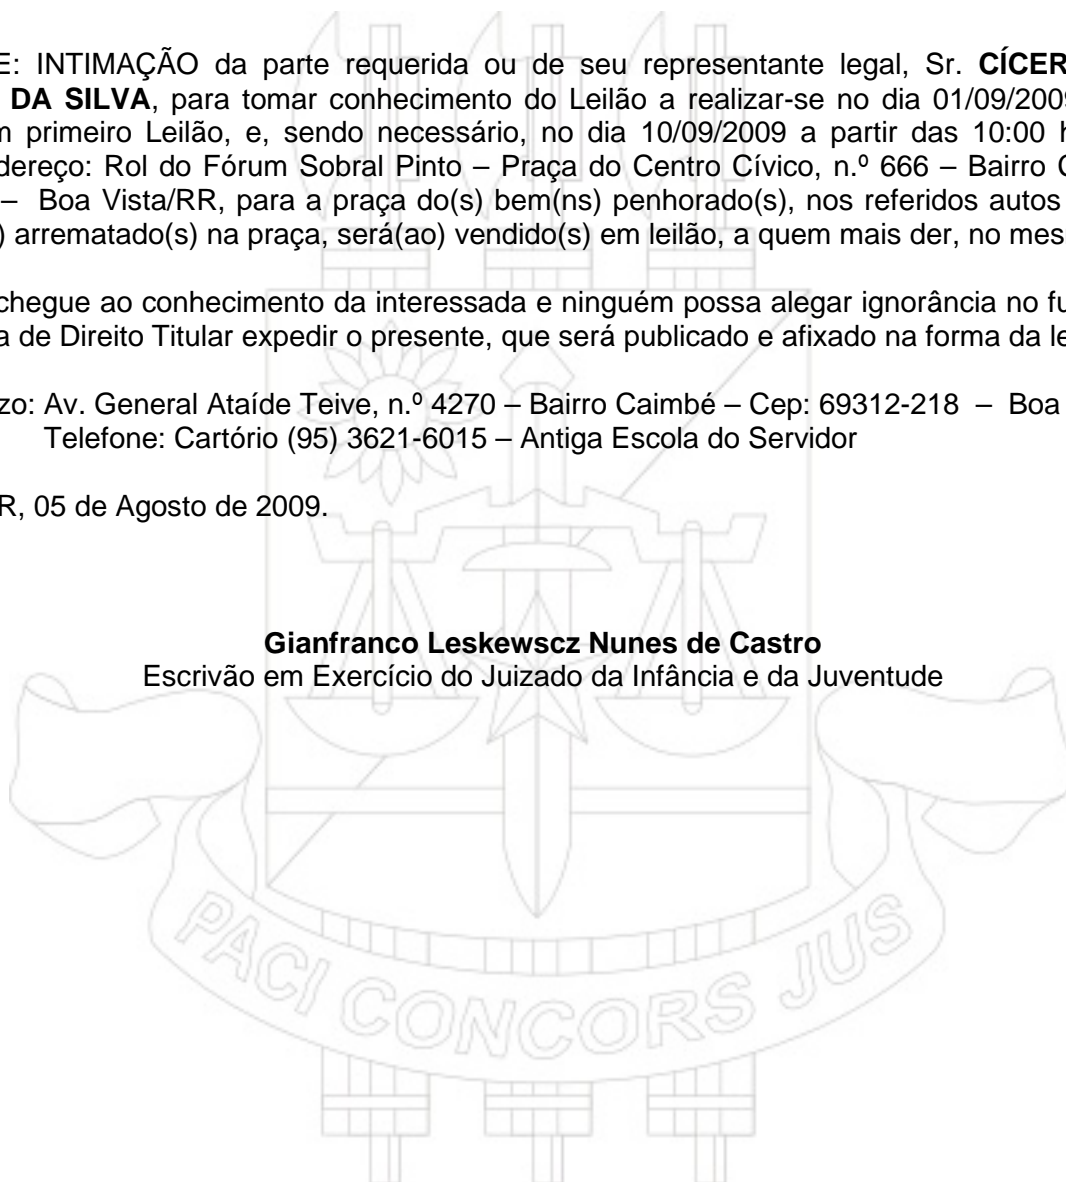 E: INTIMAÇÃO da parte requerida ou de seu representante legal, Sr. CÍCER
DA SILVA, para tomar conhecimento do Leilão a realizar-se no dia 01/09/2009
m primeiro Leilão, e, sendo necessário, no dia 10/09/2009 a partir das 10:00 h
dereço: Rol do Fórum Sobral Pinto – Praça do Centro Cívico, n.º 666 – Bairro C
– Boa Vista/RR, para a praça do(s) bem(ns) penhorado(s), nos referidos autos
) arrematado(s) na praça, será(ao) vendido(s) em leilão, a quem mais der, no mes
chegue ao conhecimento da interessada e ninguém possa alegar ignorância no fu
a de Direito Titular expedir o presente, que será publicado e afixado na forma da le
zo: Av. General Ataíde Teive, n.º 4270 – Bairro Caimbé – Cep: 69312-218 – Boa
Telefone: Cartório (95) 3621-6015 – Antiga Escola do Servidor
R, 05 de Agosto de 2009.
Gianfranco Leskewscz Nunes de Castro
Escrivão em Exercício do Juizado da Infância e da Juventude
PACI CONCORS JUS